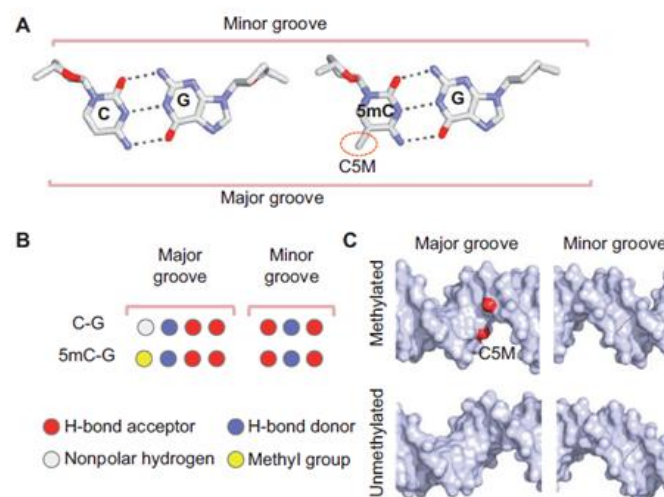 A
Minor groove
C
G
5mC
G
C5M
Major groove
B
Major
groove
Minor
groove
C-G
5mC-G
H-bond acceptor
H-bond donor
Nonpolar hydrogen
Methyl group
C
Major groove
Minor groove
Methylated
C5M
Unmethylated